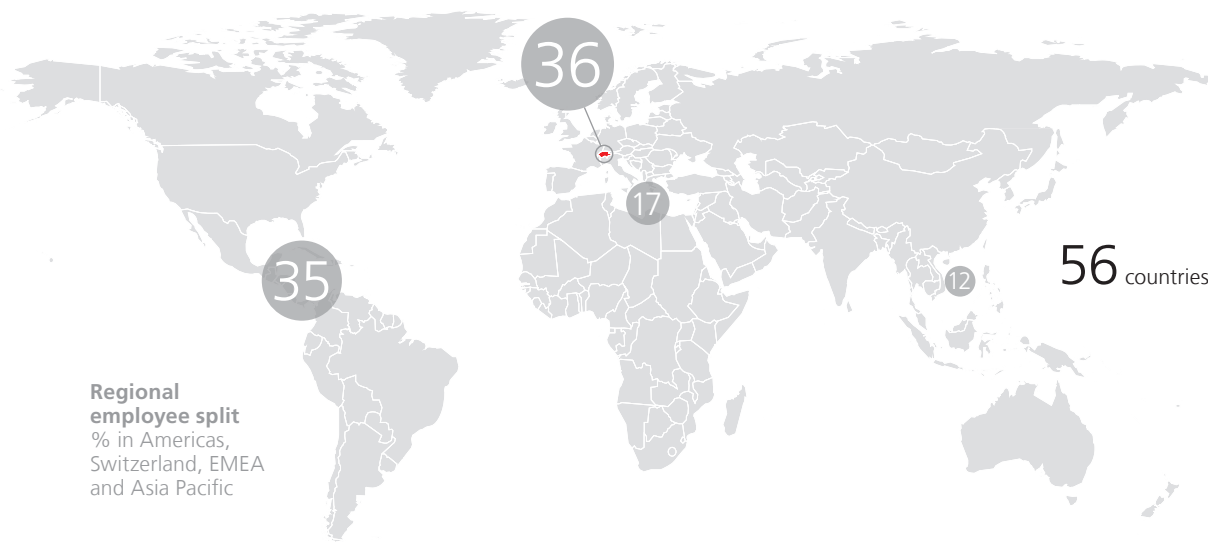 36
17
35
12
56 countries
Regional
employee split
% in Americas,
Switzerland, EMEA
and Asia Pacific